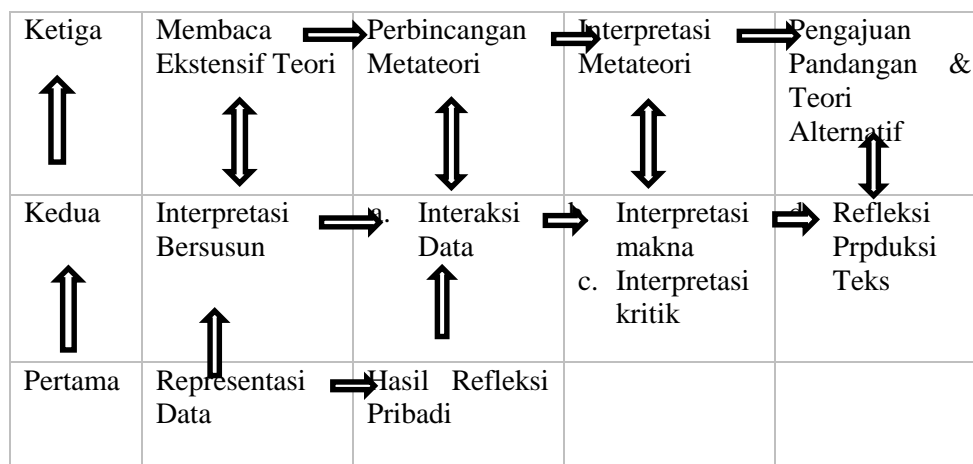 Ketiga
Membaca
Ekstensif Teori
Perbincangan
Metateori
Interpretasi
Metateori
Pengajuan
Pandangan &
Teori
Alternatif
Kedua
Interpretasi
Bersusun
a. Interaksi
Data
b. Interpretasi
makna
c. Interpretasi
kritik
d. Refleksi
Prpduksi
Teks
Pertama
Representasi
Data
Hasil Refleksi
Pribadi